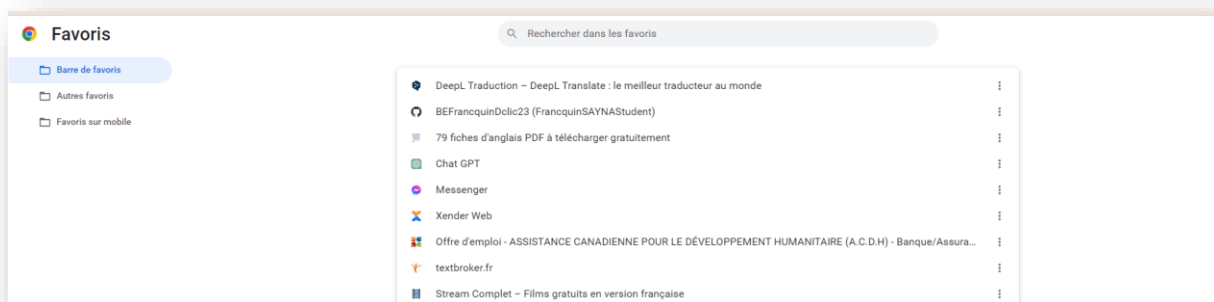 Favoris
Rechercher dans les favoris
Barre de favoris
Autres favoris
Favoris sur mobile
DeepL Traduction – DeepL Translate : le meilleur traducteur au monde
BEFrancquinDclic23 (FrancquinSAYNAStudent)
79 fiches d'anglais PDF à télécharger gratuitement
Chat GPT
Messenger
Xender Web
Offre d'emploi - ASSISTANCE CANADIENNE POUR LE DÉVELOPPEMENT HUMANITAIRE (A.C.D.H) - Banque/Assura...
textbroker.fr
Stream Complet – Films gratuits en version française